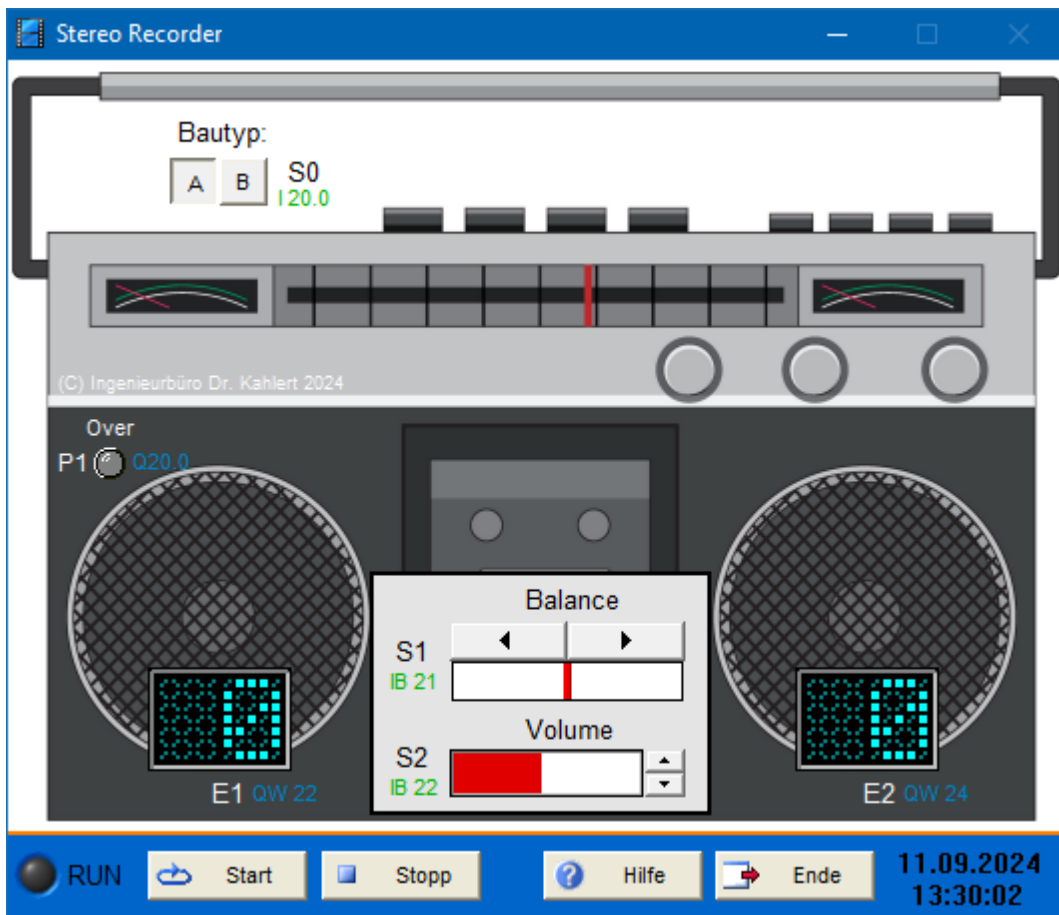 Stereo Recorder
Bautyp:
A B S0
I 20.0
(C) Ingenieurbüro Dr. Kahlert 2024
Over
P1 Q20.0
Balance
S1
IB 21
Volume
S2
IB 22
0
E1 QW 22
0
E2 QW 24
RUN Start Stopp Hilfe Ende 11.09.2024
13:30:02